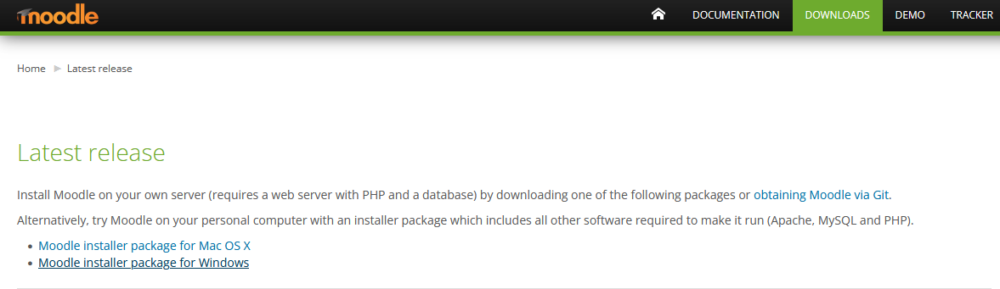 moodle
DOCUMENTATION DOWNLOADS DEMO TRACKER
Home Latest release
Latest release
Install Moodle on your own server (requires a web server with PHP and a database) by downloading one of the following packages or obtaining Moodle via Git.
Alternatively, try Moodle on your personal computer with an installer package which includes all other software required to make it run (Apache, MySQL and PHP).
Moodle installer package for Mac OS X
Moodle installer package for Windows